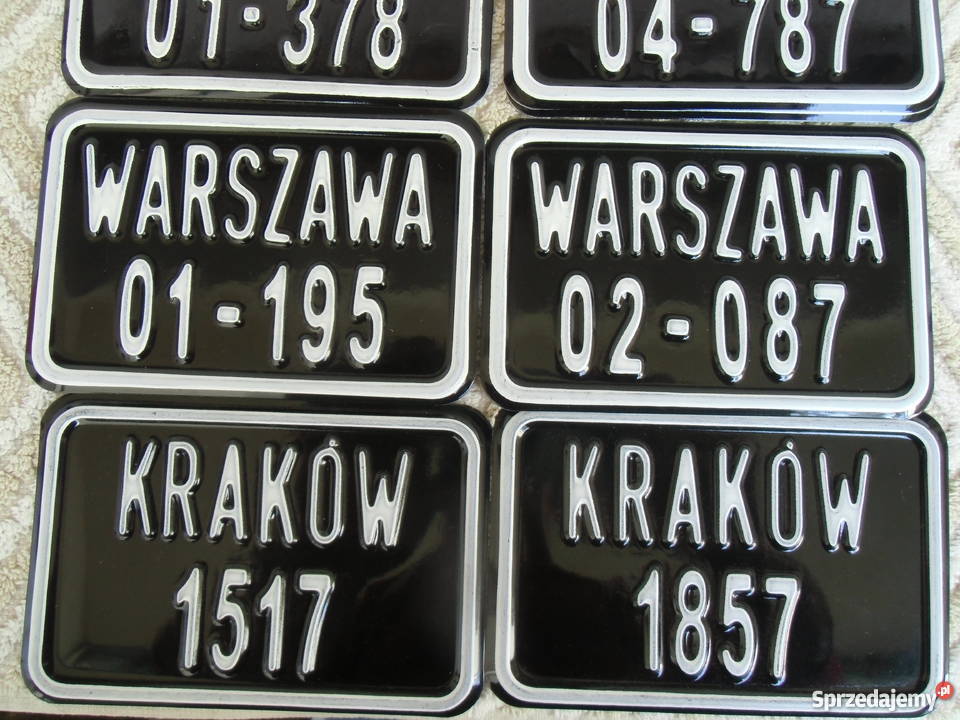 01-378
04-787
WARSZAWA
01-195
WARSZAWA
02-087
KRAKÓW
1517
KRAKÓW
1857
Sprzedajemy.pl